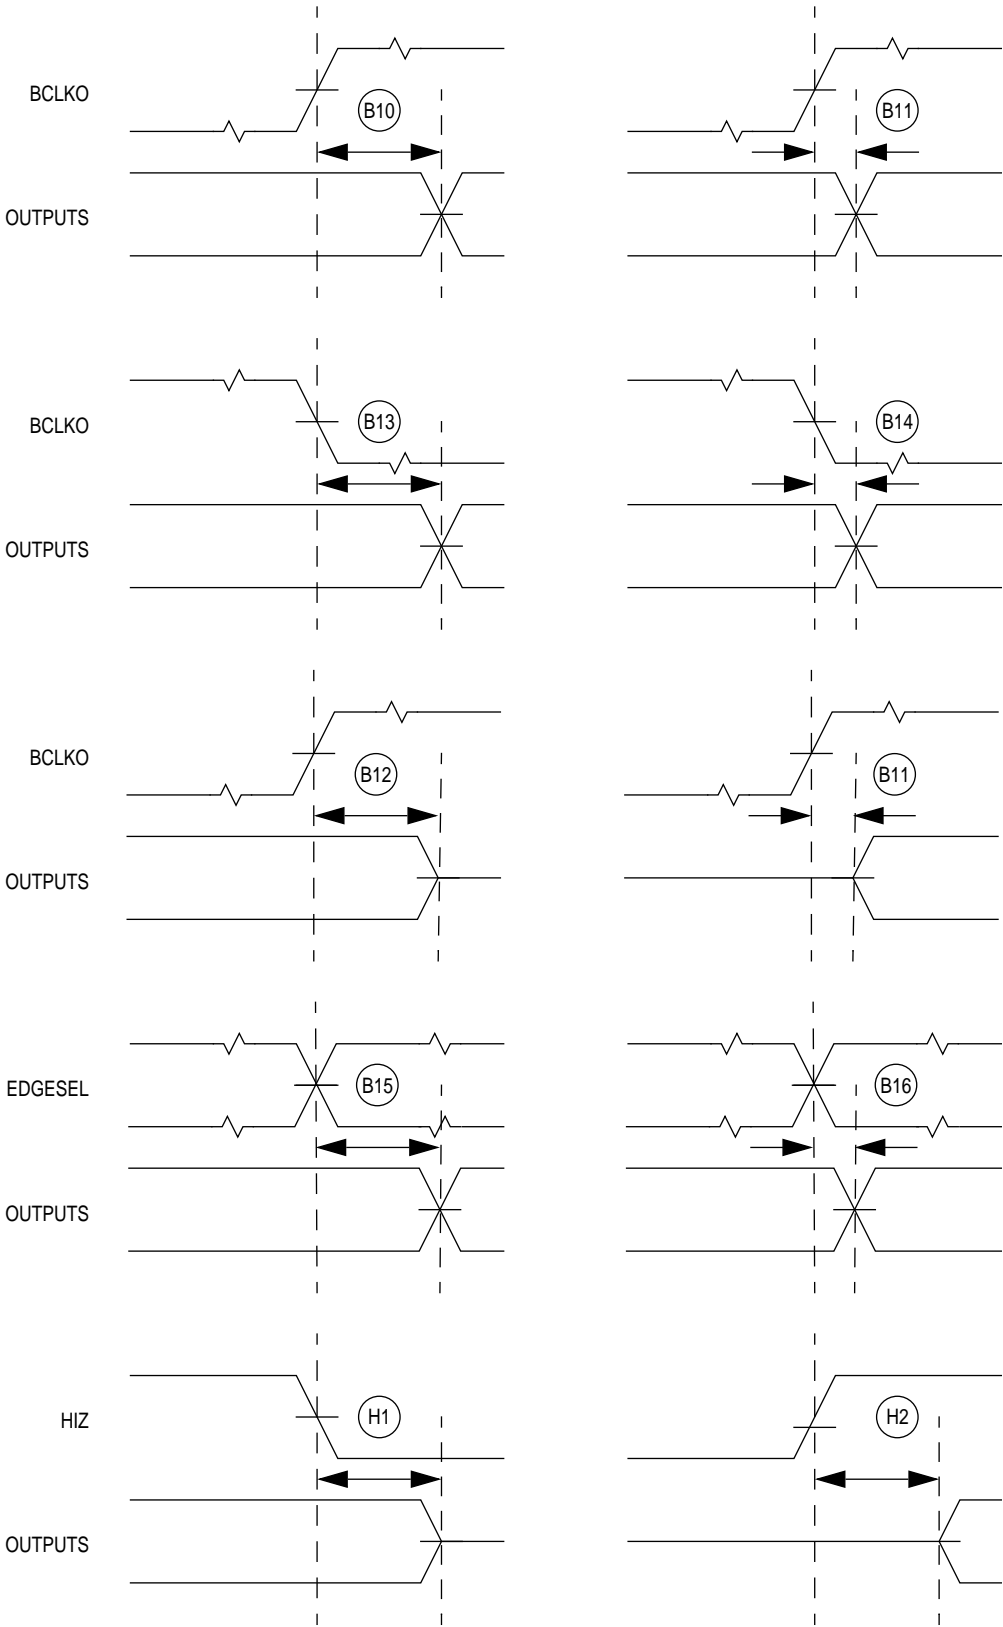 BCLKO
B10
B11
OUTPUTS
BCLKO
B13
B14
OUTPUTS
BCLKO
B12
B11
OUTPUTS
EDGESEL
B15
B16
OUTPUTS
HIZ
H1
H2
OUTPUTS